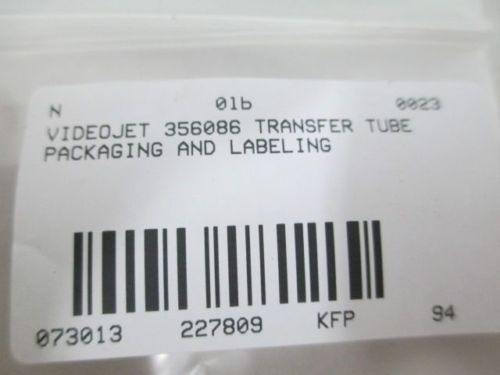 N 01b 0023
VIDEOJET 356086 TRANSFER TUBE
PACKAGING AND LABELING
073013 227809 KFP 94